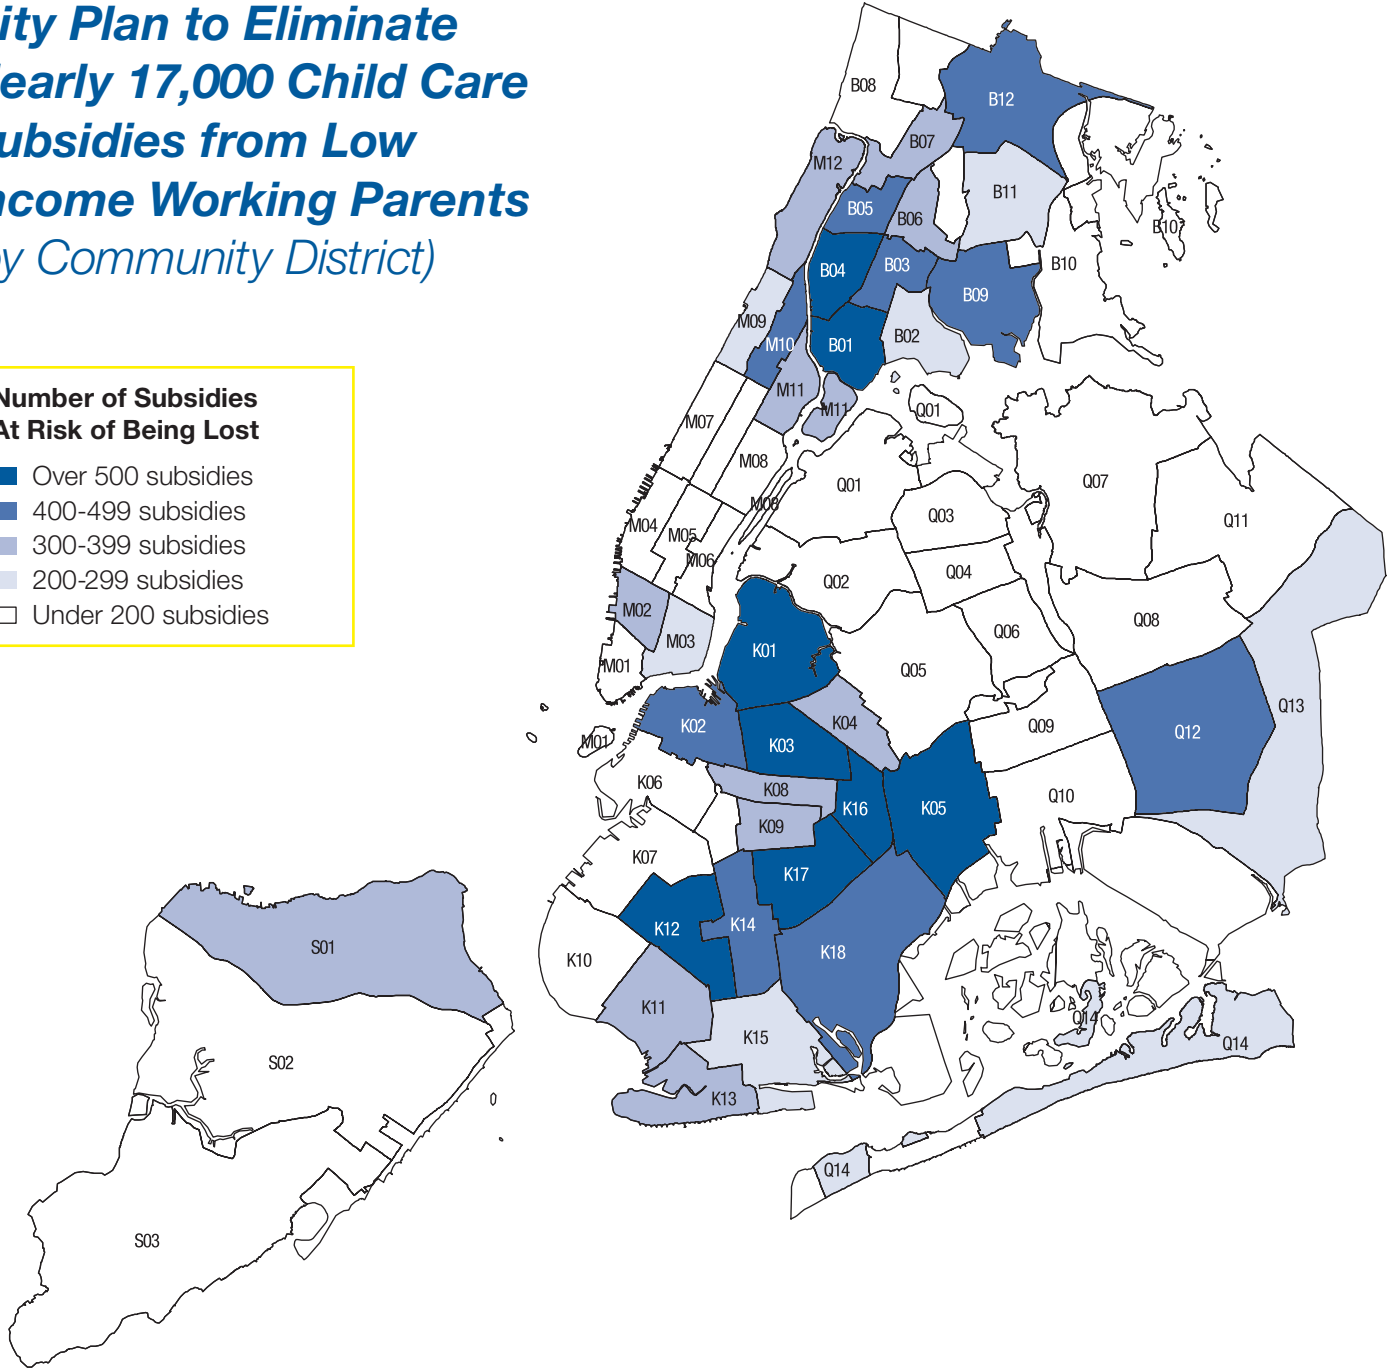 ity Plan to Eliminate
early 17,000 Child Care
ubsidies from Low
ncome Working Parents
y Community District)
Number of Subsidies
At Risk of Being Lost
Over 500 subsidies
400-499 subsidies
300-399 subsidies
200-299 subsidies
Under 200 subsidies
B08
B12
B07
M12
B11
B05
B06
B10
B10
B04
B03
B09
M09
M10
B01
B02
M11
M11
Q01
M07
M08
Q01
Q07
M08
Q03
Q11
M04
M05
M06
Q02
Q04
M02
M03
K01
Q06
Q08
M01
Q05
Q13
K02
K04
Q09
Q12
M01
K03
K06
K08
K16
K05
Q10
K09
K07
K17
K12
K14
S01
K10
K18
K11
Q14
K15
Q14
S02
K13
Q14
S03